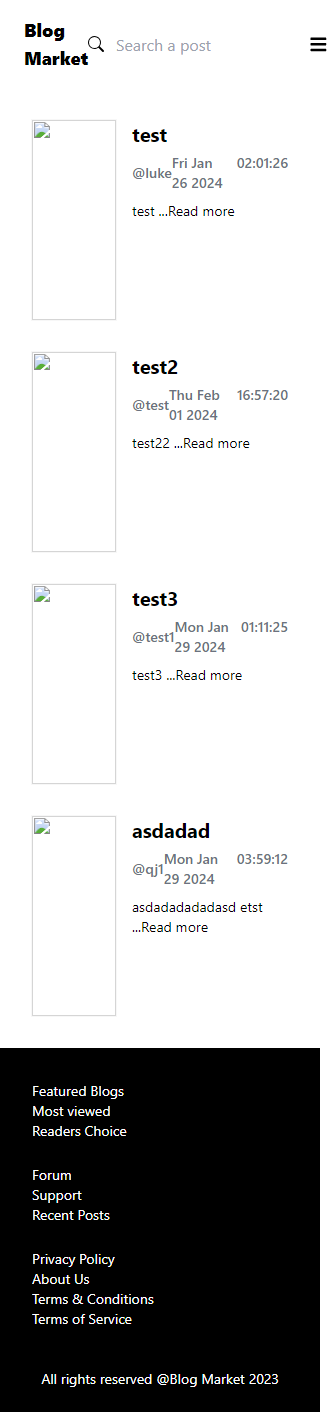 Blog
Market
Search a post
test
@luke Fri Jan 02:01:26
26 2024
test ...Read more
test2
@test Thu Feb 16:57:20
01 2024
test22 ...Read more
test3
@test1 Mon Jan 01:11:25
29 2024
test3 ...Read more
asdadad
@qj1 Mon Jan 03:59:12
29 2024
asdadadadadasd etst
...Read more
Featured Blogs
Most viewed
Readers Choice
Forum
Support
Recent Posts
Privacy Policy
About Us
Terms & Conditions
Terms of Service
All rights reserved @Blog Market 2023